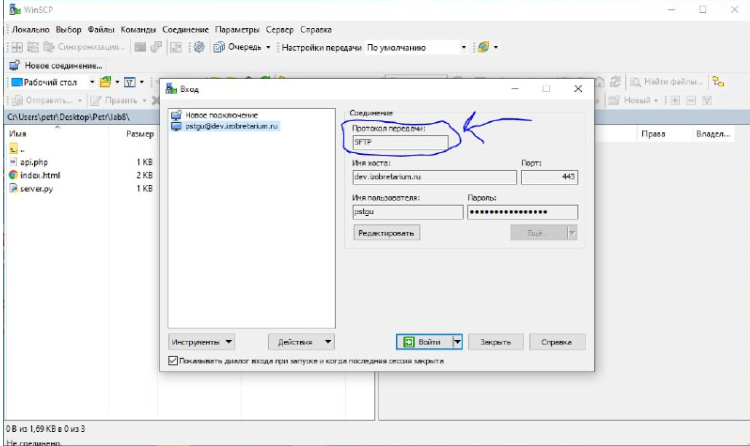 WinSCP
Локально Выбор Файлы Команды Соединение Параметры Сервер Справка
Синхронизация... Очередь Настройки передачи По умолчанию
Новое соединение...
Рабочий стол
Найти файлы...
Отправить... Править
Новый
C:\Users\petr\Desktop\Petr\lab8\
Имя Размер
Права Владел...
..
api.php 1 KB
index.html 2 KB
server.py 1 KB
Вход
Новое подключение
pstgu@dev.izobretarium.ru
Соединение
Протокол передачи:
SFTP
Имя хоста: Порт:
dev.izobretarium.ru 443
Имя пользователя: Пароль:
pstgu ••••••••••••••••
Редактировать Ещё...
Инструменты Действия Войти Закрыть Справка
Показывать диалог входа при запуске и когда последняя сессия закрыта
0 B из 1,69 KB в 0 из 3
Не соединено.